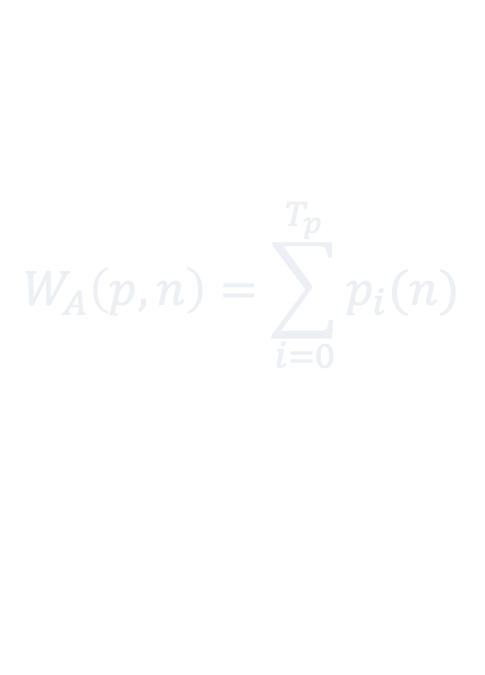 W_A(p, n) = \sum_{i=0}^{T_p} p_i(n)